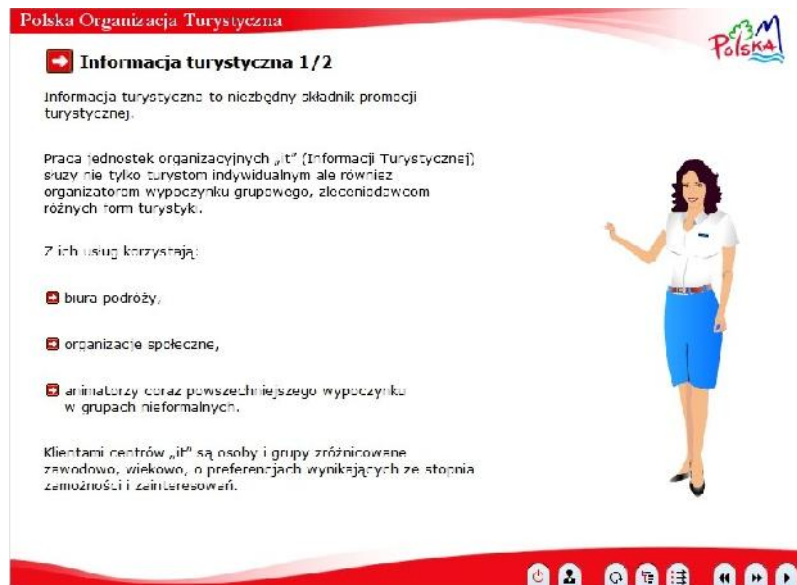 Polska Organizacja Turystyczna
POLSKA
Informacja turystyczna 1/2
Informacja turystyczna to niezbędny składnik promocji
turystycznej.
Praca jednostek organizacyjnych „it” (Informacji Turystycznej)
służy nie tylko turystom indywidualnym ale również
organizatorom wypoczynku grupowego, zleceniodawcom
różnych form turystyki.
Z ich usług korzystają:
biura podróży,
organizacje społeczne,
animatorzy coraz powszechniejszego wypoczynku
w grupach nieformalnych.
Klientami centrów „it” są osoby i grupy zróżnicowane
zawodowo, wiekowo, o preferencjach wynikających ze stopnia
zamożności i zainteresowań.